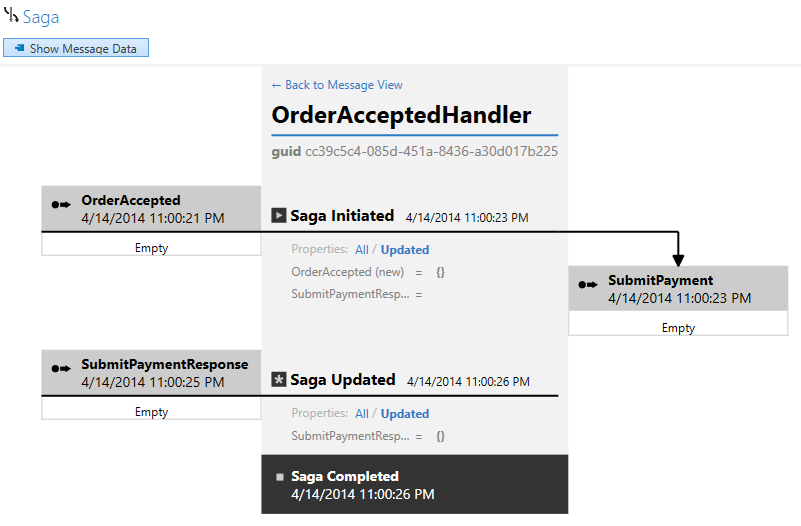 Saga
Show Message Data
← Back to Message View
OrderAcceptedHandler
guid cc39c5c4-085d-451a-8436-a30d017b225
OrderAccepted
4/14/2014 11:00:21 PM
Empty
Saga Initiated 4/14/2014 11:00:23 PM
Properties: All / Updated
OrderAccepted (new) = {}
SubmitPaymentResp... =
SubmitPayment
4/14/2014 11:00:23 PM
Empty
SubmitPaymentResponse
4/14/2014 11:00:25 PM
Empty
Saga Updated 4/14/2014 11:00:26 PM
Properties: All / Updated
SubmitPaymentResp... = {}
Saga Completed
4/14/2014 11:00:26 PM